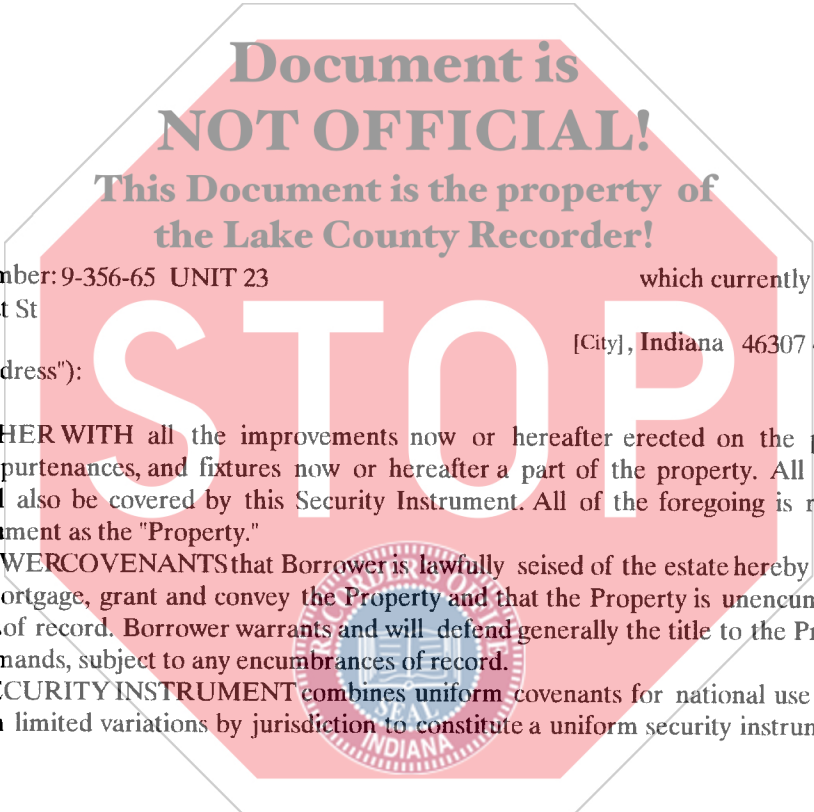 Document is
NOT OFFICIAL!
This Document is the property of
the Lake County Recorder!
mber: 9-356-65 UNIT 23 which currently
t St
[City], Indiana 46307
dress"):
STOP
HER WITH all the improvements now or hereafter erected on the
purtenances, and fixtures now or hereafter a part of the property. All
also be covered by this Security Instrument. All of the foregoing is
ment as the "Property."
WERCOVENANTS that Borrower is lawfully seised of the estate hereby
ortgage, grant and convey the Property and that the Property is unencum
of record. Borrower warrants and will defend generally the title to the Pr
mands, subject to any encumbrances of record.
ECURITY INSTRUMENT combines uniform covenants for national use
limited variations by jurisdiction to constitute a uniform security instrum
RECORDER'S OFFICE
SEAL
INDIANA